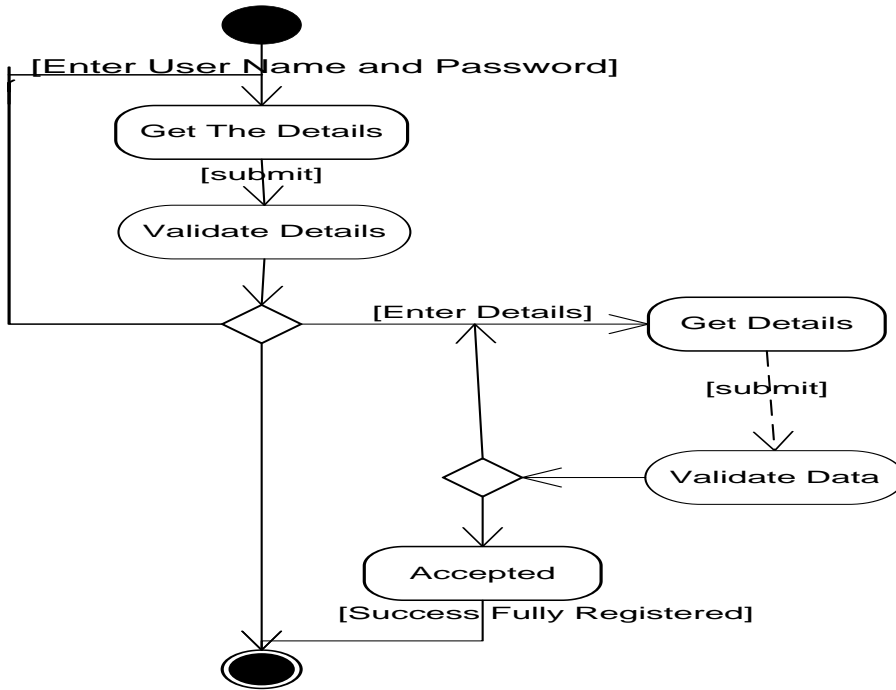 [Enter User Name and Password]
Get The Details
[submit]
Validate Details
[Enter Details]
Get Details
[submit]
Validate Data
Accepted
[Success Fully Registered]